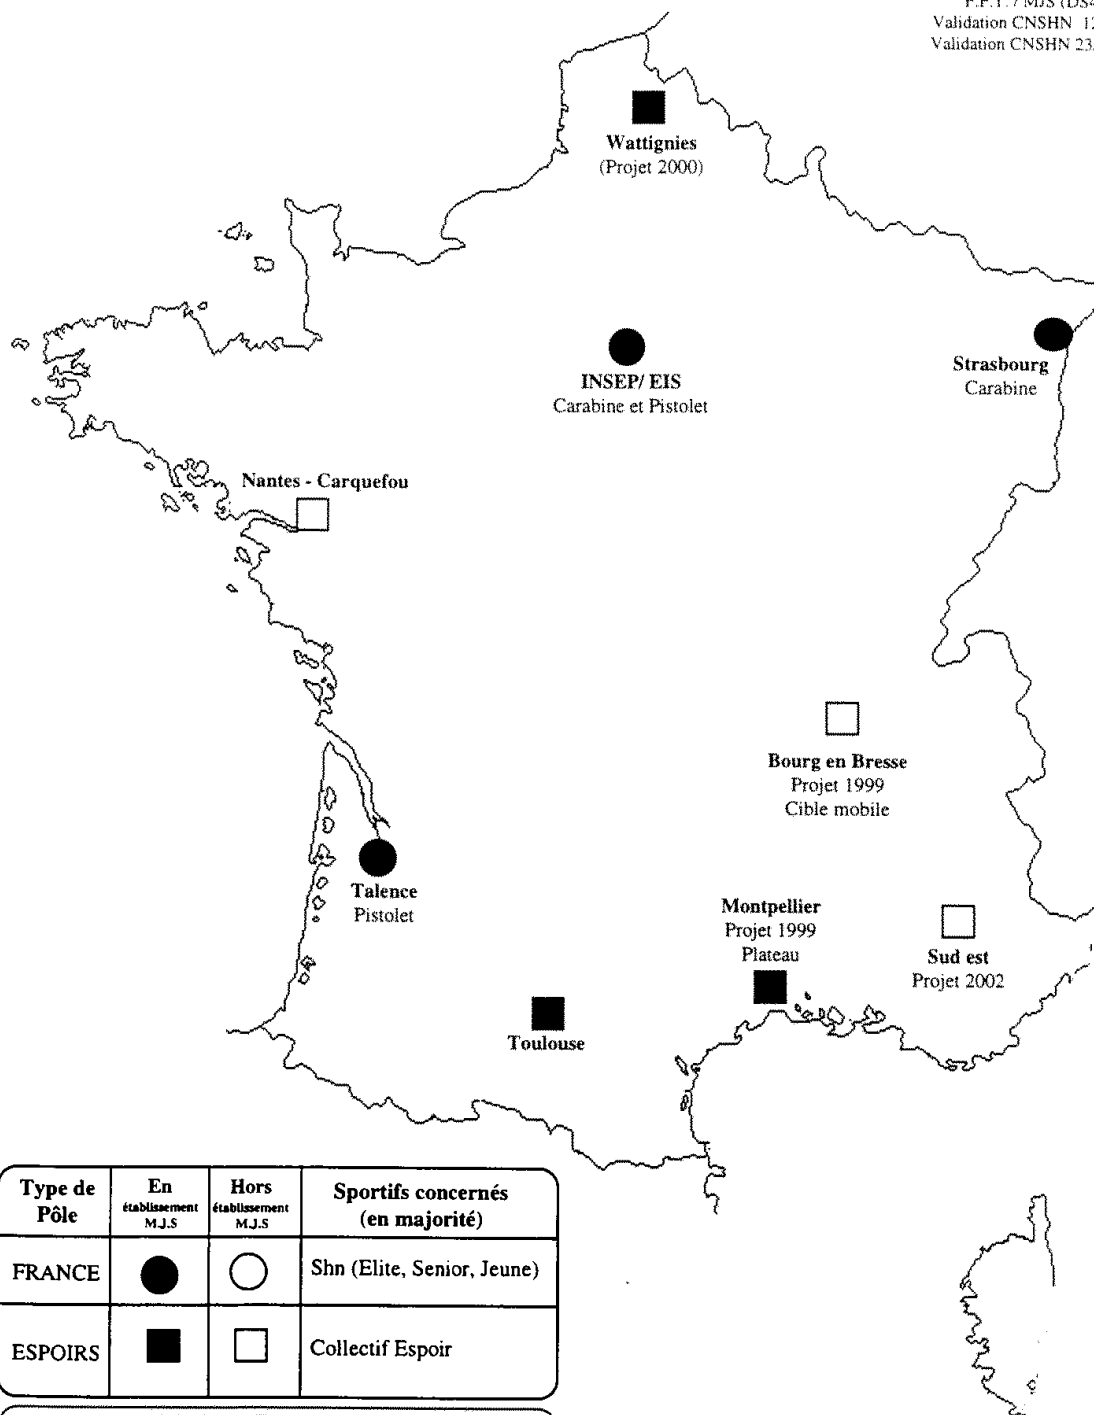 Validation CNSHN
Validation CNSHN
Wattignies
(Projet 2000)
INSEP/ EIS
Carabine et Pistolet
Strasbourg
Carabine
Nantes - Carquefou
Bourg en Bresse
Projet 1999
Cible mobile
Talence
Pistolet
Montpellier
Projet 1999
Plateau
Sud est
Projet 2002
Toulouse
Type de Pôle
En établissement M.J.S
Hors établissement M.J.S
Sportifs concernés
(en majorité)
FRANCE
Shn (Elite, Senior, Jeune)
ESPOIRS
Collectif Espoir